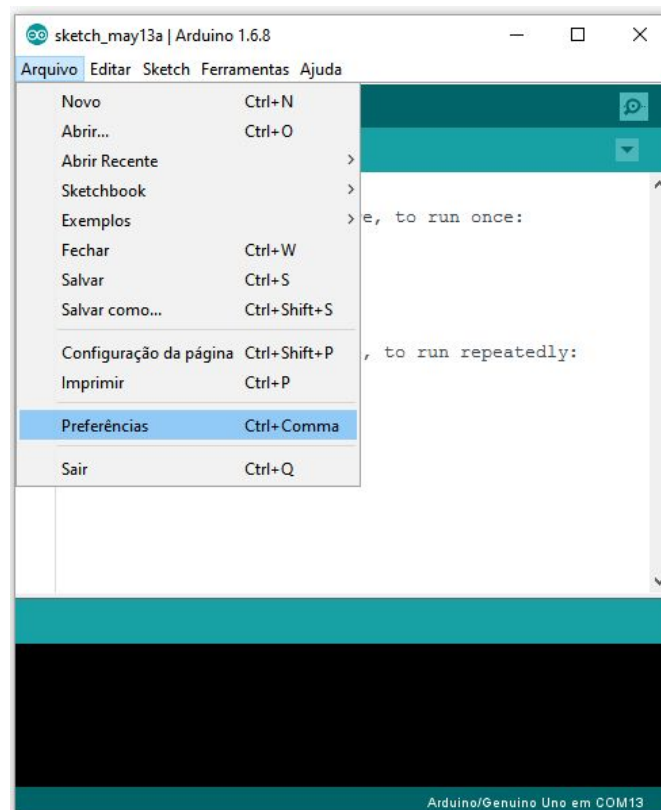 sketch_may13a | Arduino 1.6.8
Arquivo Editar Sketch Ferramentas Ajuda
Novo Ctrl+N
Abrir... Ctrl+O
Abrir Recente
Sketchbook
Exemplos
e, to run once:
Fechar Ctrl+W
Salvar Ctrl+S
Salvar como... Ctrl+Shift+S
Configuração da página Ctrl+Shift+P
, to run repeatedly:
Imprimir Ctrl+P
Preferências Ctrl+Comma
Sair Ctrl+Q
Arduino/Genuino Uno em COM13